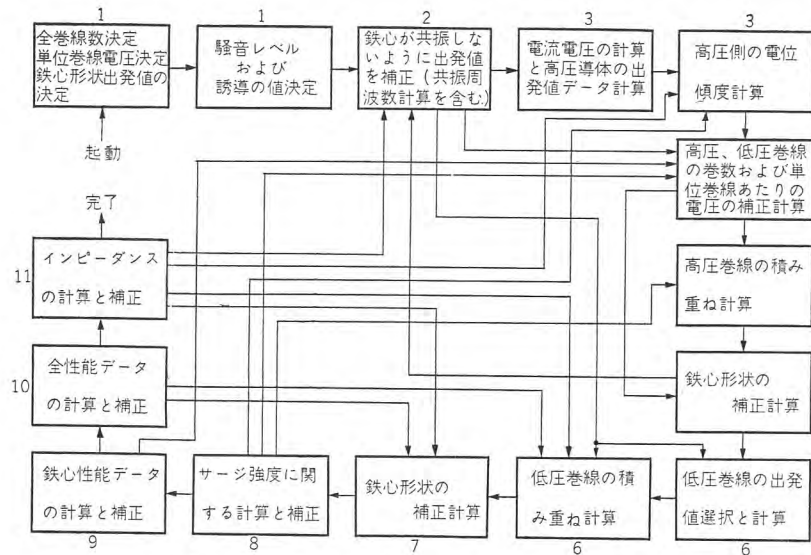 1
全巻線数決定
単位巻線電圧決定
鉄心形状出発値の
決定
1
騒音レベル
および
誘導の値決定
2
鉄心が共振しな
いように出発値
を補正(共振周
波数計算を含む)
3
電流電圧の計算
と高圧導体の出
発値データ計算
3
高圧側の電位
傾度計算
起動
高圧、低圧巻線
の巻数および単
位巻線あたりの
電圧の補正計算
完了
11
インピーダンス
の計算と補正
高圧巻線の積み
重ね計算
10
全性能データ
の計算と補正
鉄心形状の
補正計算
鉄心性能データ
の計算と補正
9
サージ強度に関
する計算と補正
8
鉄心形状の
補正計算
7
低圧巻線の積
み重ね計算
6
低圧巻線の出発
値選択と計算
6